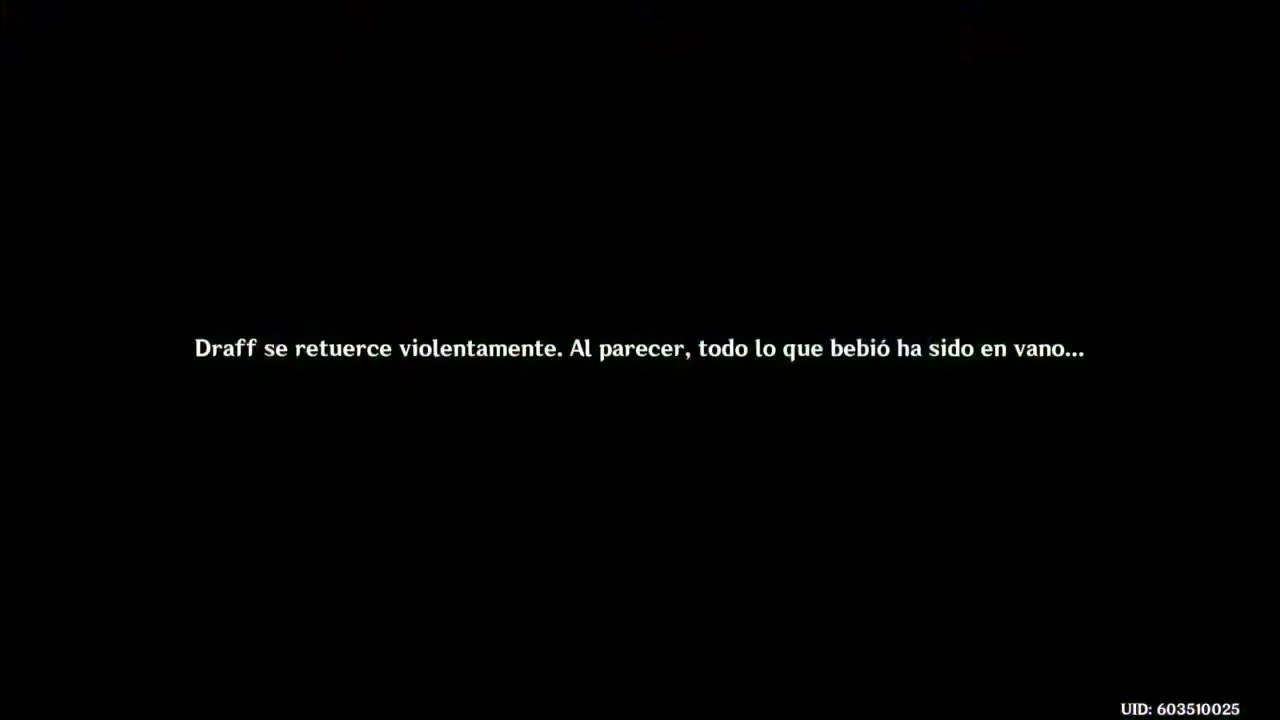 Draff se retuerce violentamente. Al parecer, todo lo que bebió ha sido en vano...
UID: 603510025